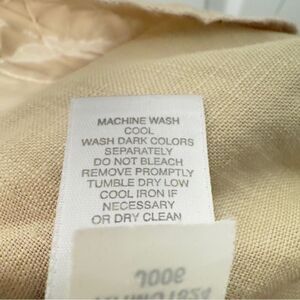 MACHINE WASH
COOL
WASH DARK COLORS
SEPARATELY
DO NOT BLEACH
REMOVE PROMPTLY
TUMBLE DRY LOW
COOL IRON IF
NECESSARY
OR DRY CLEAN